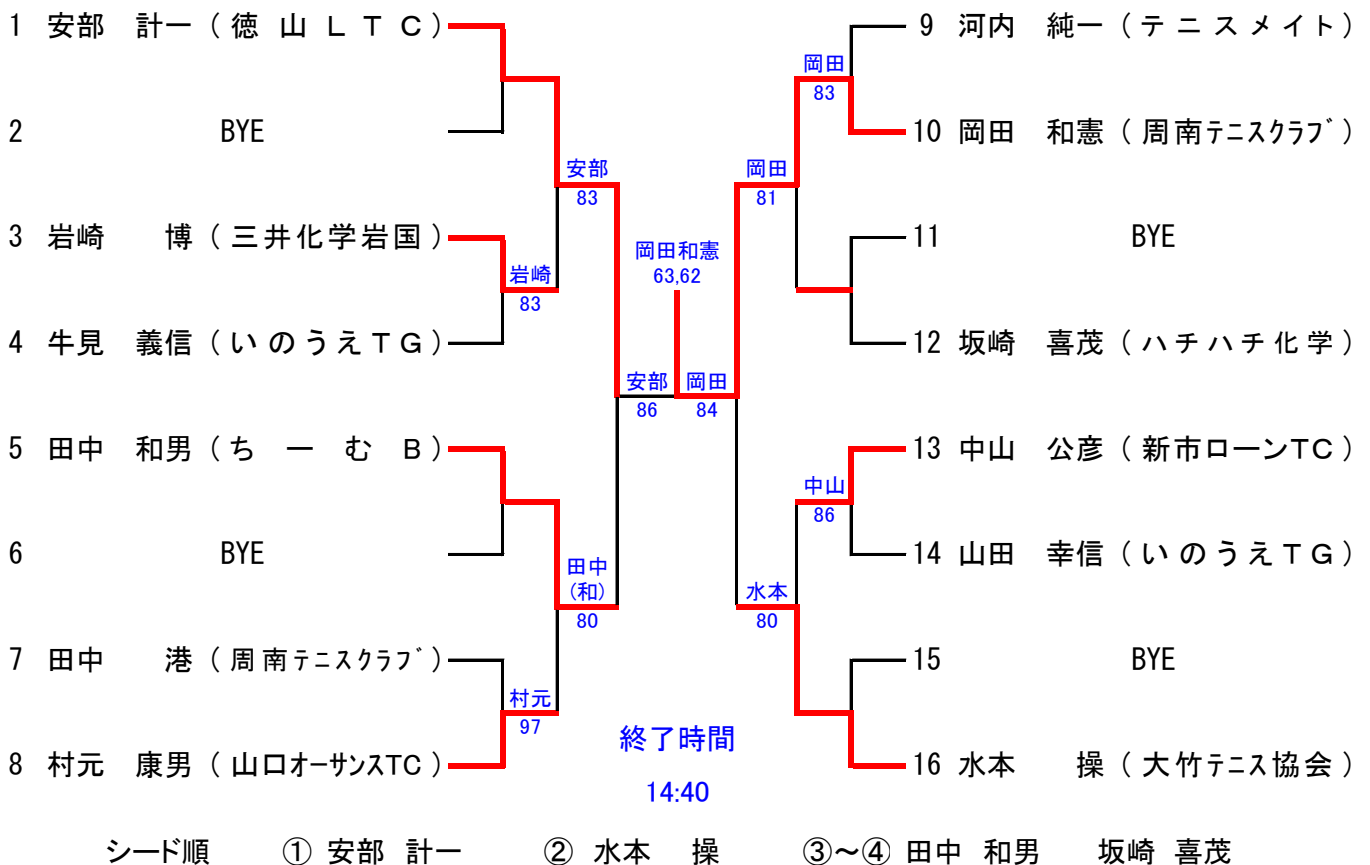 1 安部 計一 ( 徳 山 L T C )
2 BYE
3 岩崎 博 ( 三井化学岩国 )
4 牛見 義信 ( いのうえTG )
5 田中 和男 ( ち ー む B )
6 BYE
7 田中 港 ( 周南テニスクラブ )
8 村元 康男 ( 山口オーサンスTC )
岩崎
83
村元
97
安部
83
田中
(和)
80
安部
86
岡田和憲
63,62
岡田
84
岡田
81
水本
80
岡田
83
中山
86
9 河内 純一 ( テニスメイト )
10 岡田 和憲 ( 周南テニスクラブ )
11 BYE
12 坂崎 喜茂 ( ハチハチ化学 )
13 中山 公彦 ( 新市ローンTC )
14 山田 幸信 ( いのうえTG )
15 BYE
16 水本 操 ( 大竹テニス協会 )
終了時間
14:40
シード順 ① 安部 計一 ② 水本 操 ③～④ 田中 和男 坂崎 喜茂